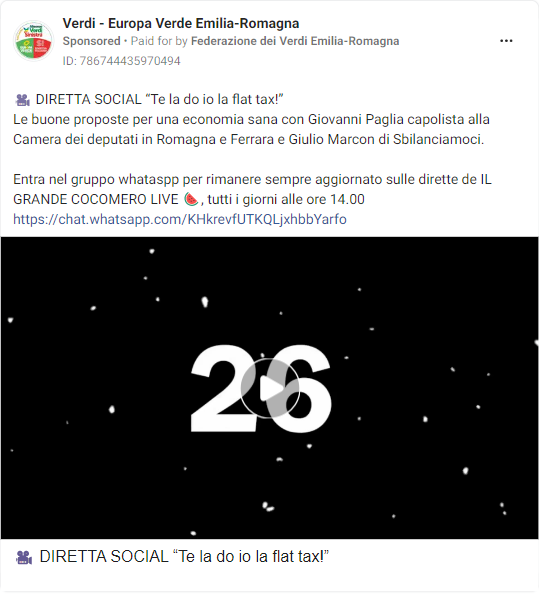 Verdi - Europa Verde Emilia-Romagna
Sponsored • Paid for by Federazione dei Verdi Emilia-Romagna
ID: 786744435970494
🎥 DIRETTA SOCIAL “Te la do io la flat tax!”
Le buone proposte per una economia sana con Giovanni Paglia capolista alla
Camera dei deputati in Romagna e Ferrara e Giulio Marcon di Sbilanciamoci.
Entra nel gruppo whataspp per rimanere sempre aggiornato sulle dirette de IL
GRANDE COCOMERO LIVE 🍉, tutti i giorni alle ore 14.00
https://chat.whatsapp.com/KHkrevfUTKQLjxhbbYarfo
26
🎥 DIRETTA SOCIAL “Te la do io la flat tax!”